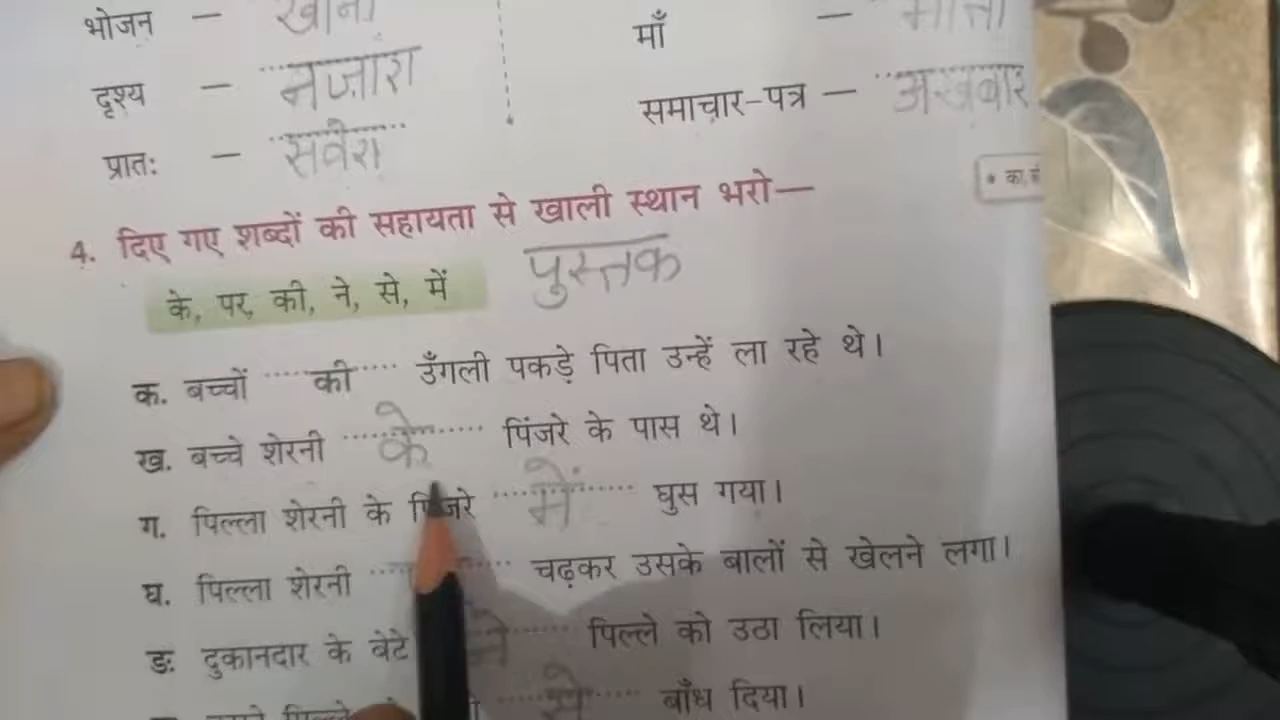 भोजन – खाना
माँ – माता
दृश्य – नज़ारा
समाचार-पत्र – अखबार
प्रातः – सवेरा
4. दिए गए शब्दों की सहायता से खाली स्थान भरो—
के, पर, की, ने, से, में
पुस्तक
क. बच्चों ....की.... उँगली पकड़े पिता उन्हें ला रहे थे।
ख. बच्चे शेरनी ....के.... पिंजरे के पास थे।
ग. पिल्ला शेरनी के पिंजरे ....में.... घुस गया।
घ. पिल्ला शेरनी ........ चढ़कर उसके बालों से खेलने लगा।
ङ. दुकानदार के बेटे ने.... पिल्ले को उठा लिया।
से.... बाँध दिया।